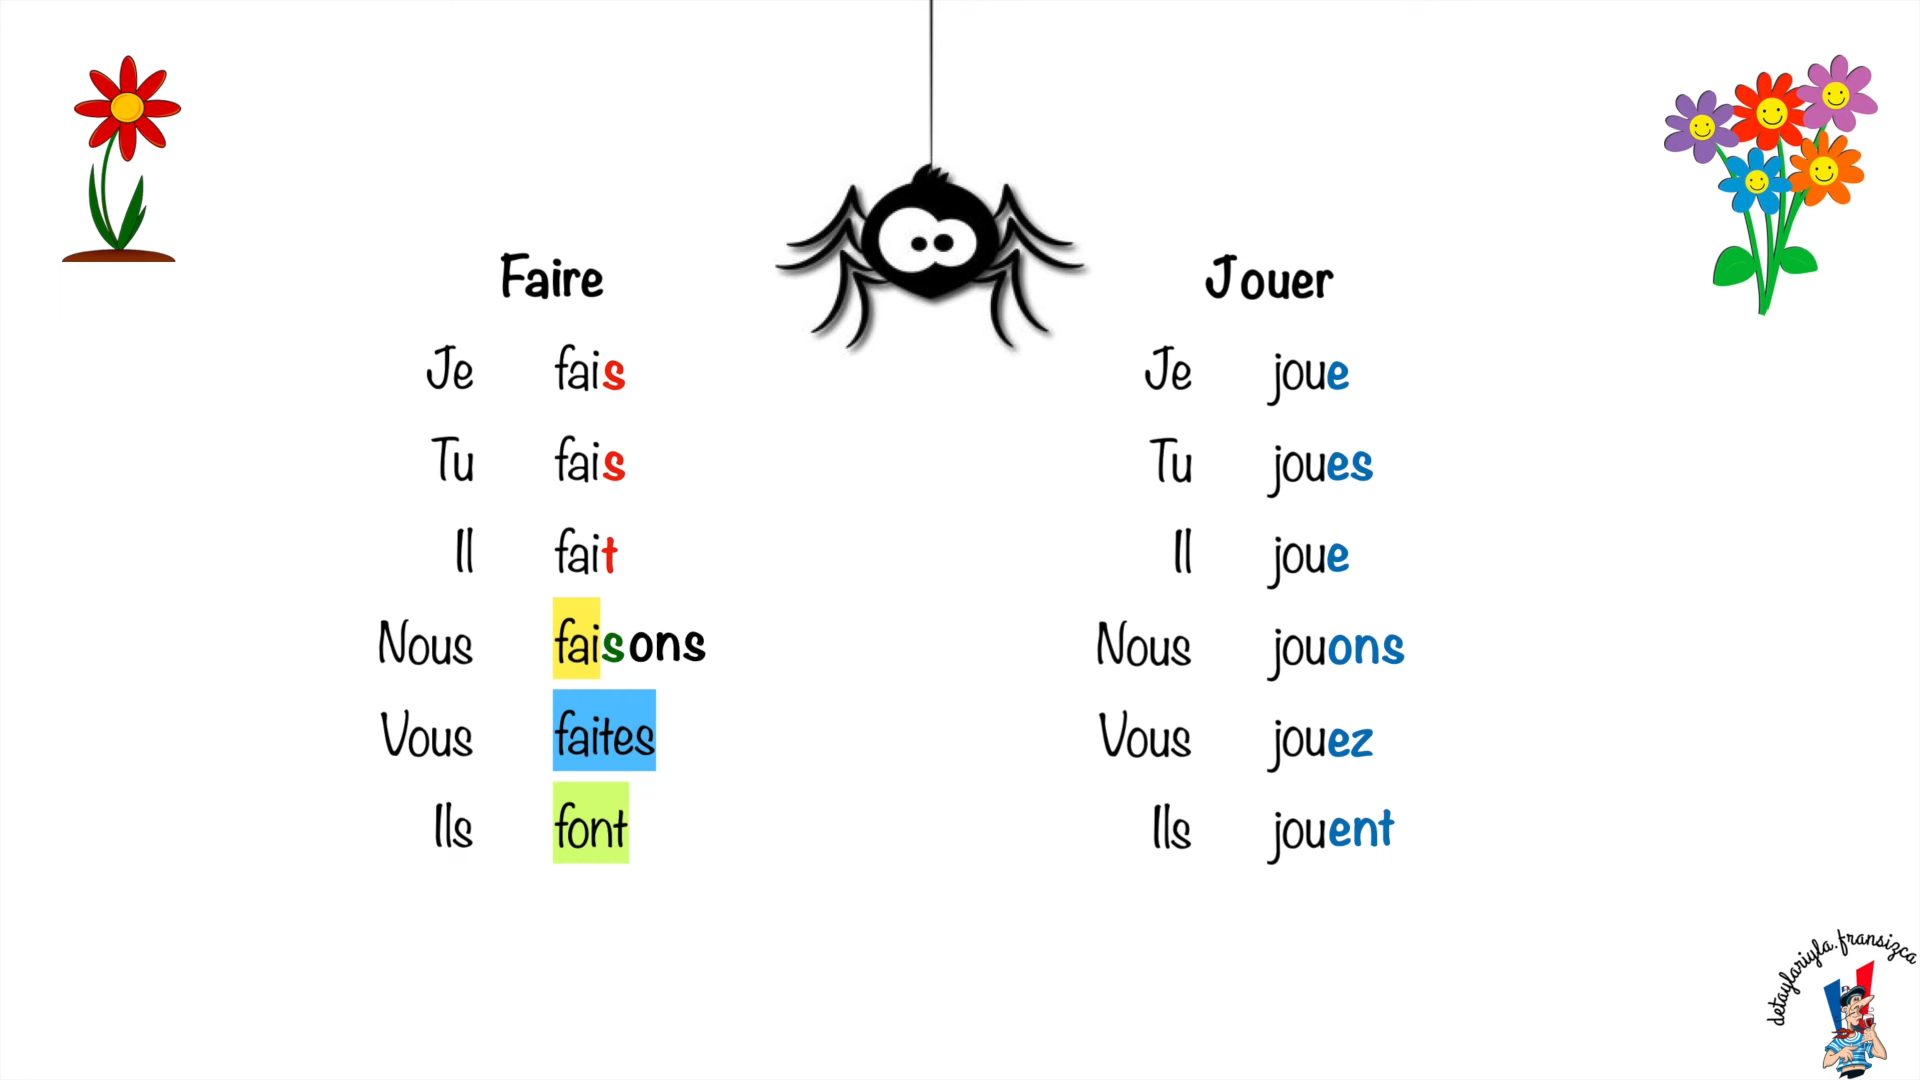 Faire
Je fais
Tu fais
Il fait
Nous faisons
Vous faites
Ils font
Jouer
Je joue
Tu joues
Il joue
Nous jouons
Vous jouez
Ils jouent
detaylariyla.fransizca